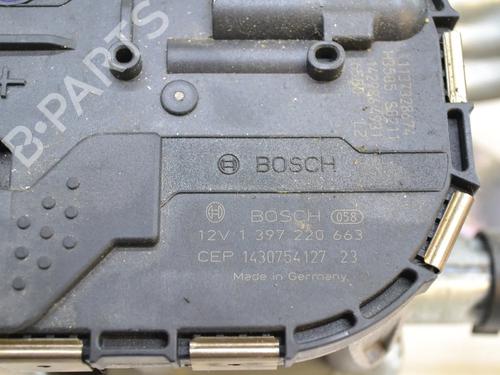 B-PARTS
BOSCH
BOSCH 058
12V 1 397 220 663
CEP 1430754127 23
Made in Germany